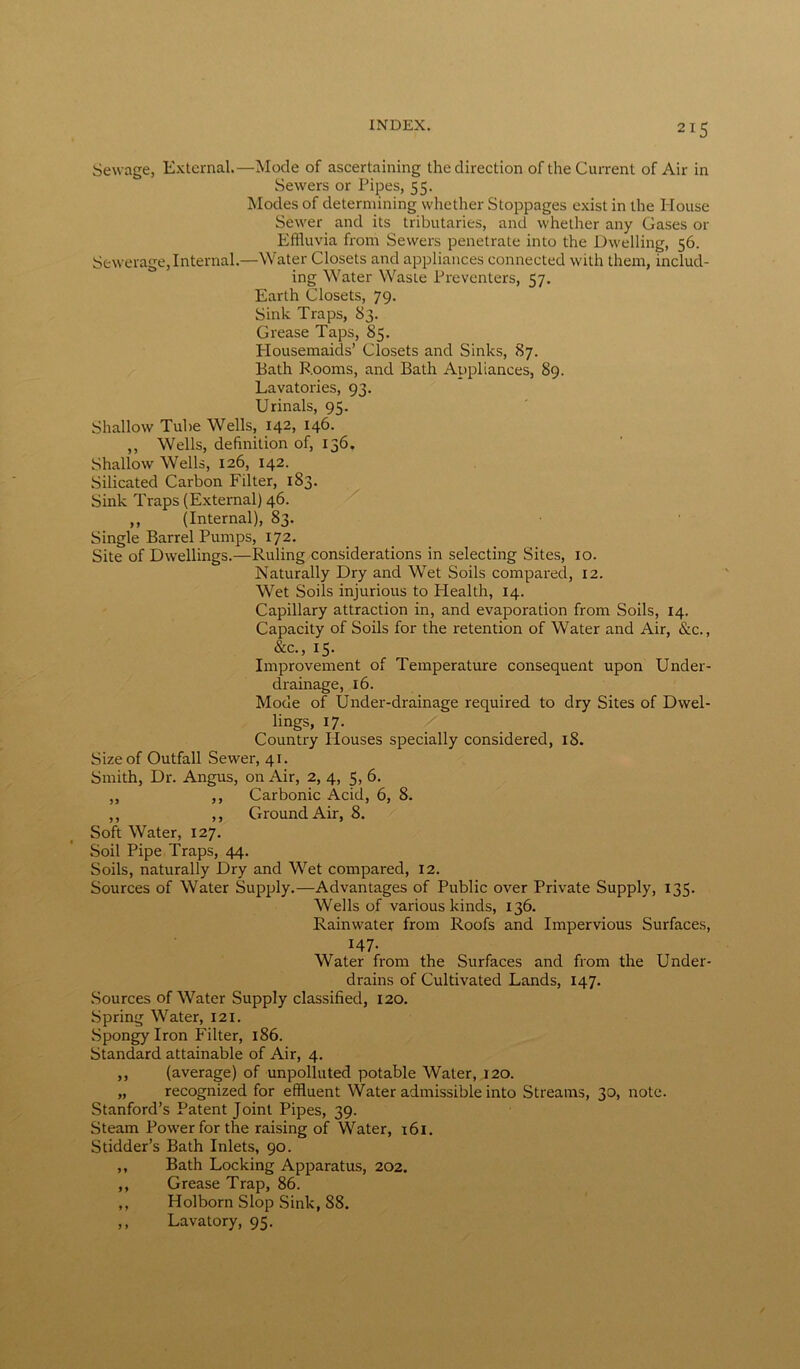 INDEX.
215
Sewage, External.—Mode of ascertaining the direction of the Current of Air in
Sewers or Pipes, 55.
Modes of determining whether Stoppages exist in the House
Sewer and its tributaries, and whether any Gases or
Effluvia from Sewers penetrate into the Dwelling, 56.
Sewerage, Internal.—Water Closets and appliances connected with them, includ-
ing Water Waste Preventers, 57.
Earth Closets, 79.
Sink Traps, 83.
Grease Taps, 85.
Housemaids' Closets and Sinks, 87.
Bath Rooms, and Bath Appliances, 89.
Lavatories, 93.
Urinals, 95.
Shallow Tube Wells, 142, 146.
,, Wells, definition of, 136.
Shallow Wells, 126, 142.
Silicated Carbon Filter, 183.
Sink Traps (External) 46.
,, (Internal), 83.
Single Barrel Pumps, 172.
Site of Dwellings.—Ruling considerations in selecting Sites, 10.
Naturally Dry and Wet Soils compared, 12.
Wet Soils injurious to Health, 14.
Capillary attraction in, and evaporation from Soils, 14.
Capacity of Soils for the retention of Water and Air, &c.,
&c., 15.
Improvement of Temperature consequent upon Under-
drainage, 16.
Mode of Under-drainage required to dry Sites of Dwel-
lings, 17.
Country Houses specially considered, 18.
Size of Outfall Sewer, 41.
Smith, Dr. Angus, on Air, 2, 4, 5, 6.
,, ,, Carbonic Acid, 6, 8.
,, ,, Ground Air, 8.
Soft Water, 127.
Soil Pipe Traps, 44.
Soils, naturally Dry and Wet compared, 12.
Sources of Water Supply.—Advantages of Public over Private Supply, 135.
Wells of various kinds, 136.
Rainwater from Roofs and Impervious Surfaces,
147.
Water from the Surfaces and from the Under-
drains of Cultivated Lands, 147.
Sources of Water Supply classified, 120.
Spring Water, 121.
Spongy Iron Filter, 186.
Standard attainable of Air, 4.
,, (average) of unpolluted potable Water, 120.
„ recognized for effluent Water admissible into Streams, 30, note.
Stanford's Patent Joint Pipes, 39.
Steam Power for the raising of Water, 161.
Stidder's Bath Inlets, 90.
,, Bath Locking Apparatus, 202.
,, Grease Trap, 86.
,, Holborn Slop Sink, 88.
,, Lavatory, 95.